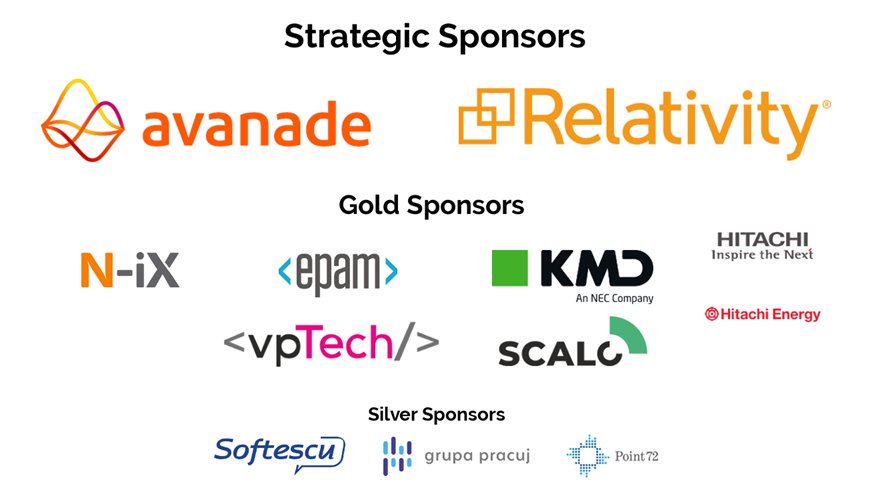 Strategic Sponsors
avanade
Relativity®
Gold Sponsors
N-iX
<epam>
KMD
An NEC Company
HITACHI
Inspire the Next
Hitachi Energy
<vpTech/>
SCALO
Silver Sponsors
Softescu
grupa pracuj
Point72